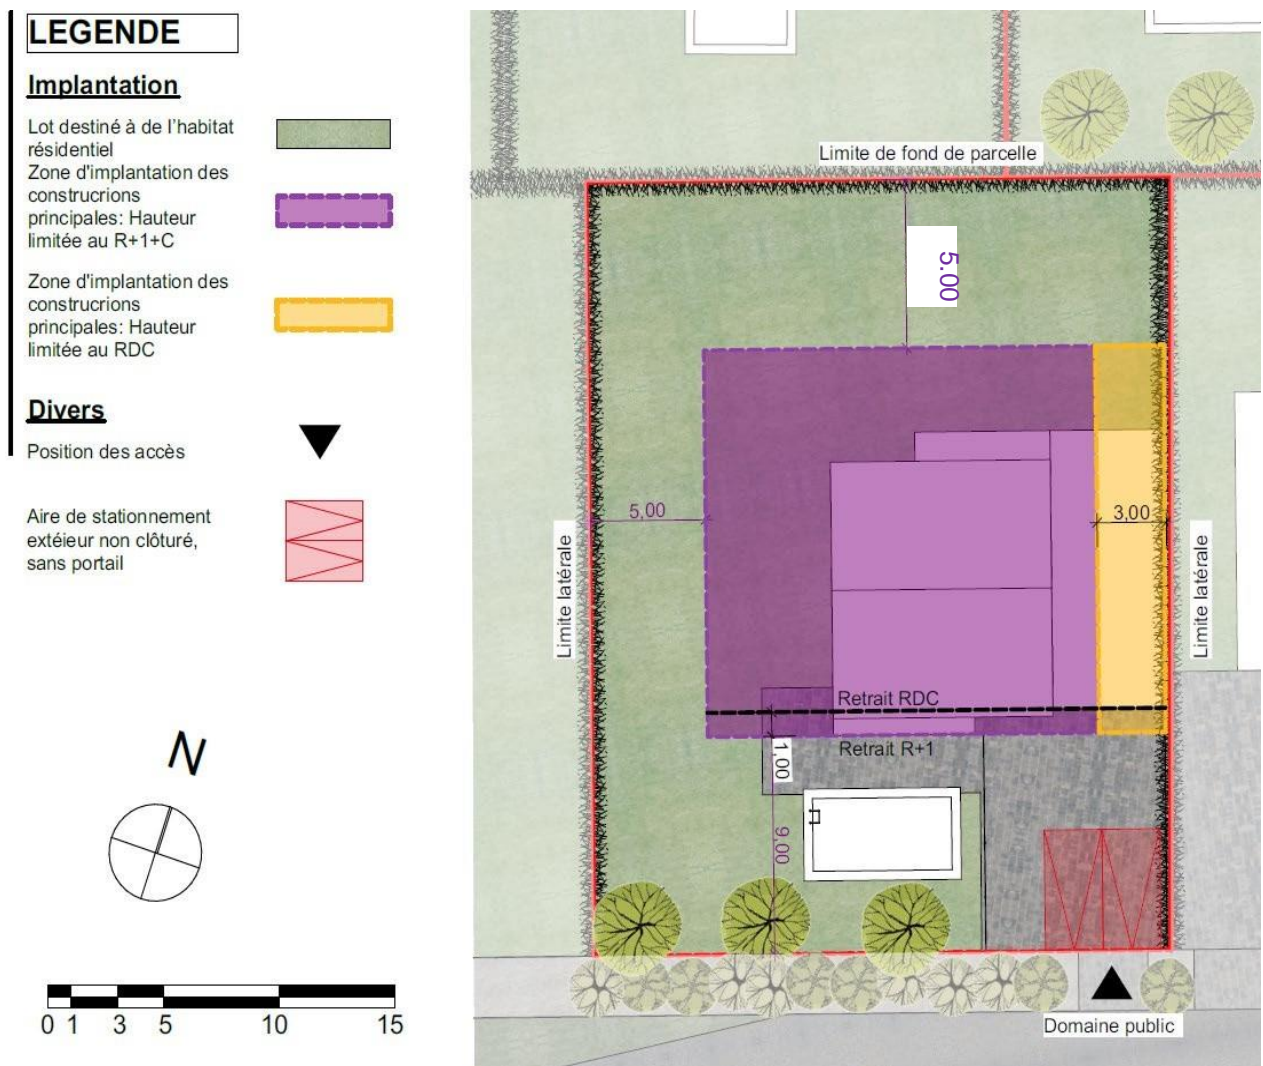 LEGENDE
Implantation
Lot destiné à de l'habitat
résidentiel
Zone d'implantation des
construcrions
principales: Hauteur
limitée au R+1+C
Zone d'implantation des
construcrions
principales: Hauteur
limitée au RDC
Divers
Position des accès
Aire de stationnement
extéieur non clôturé,
sans portail
N
0 1 3 5 10 15
Limite de fond de parcelle
5.00
5,00
3,00
Limite latérale
Limite latérale
Retrait RDC
Retrait R+1
1,00
9,00
Domaine public